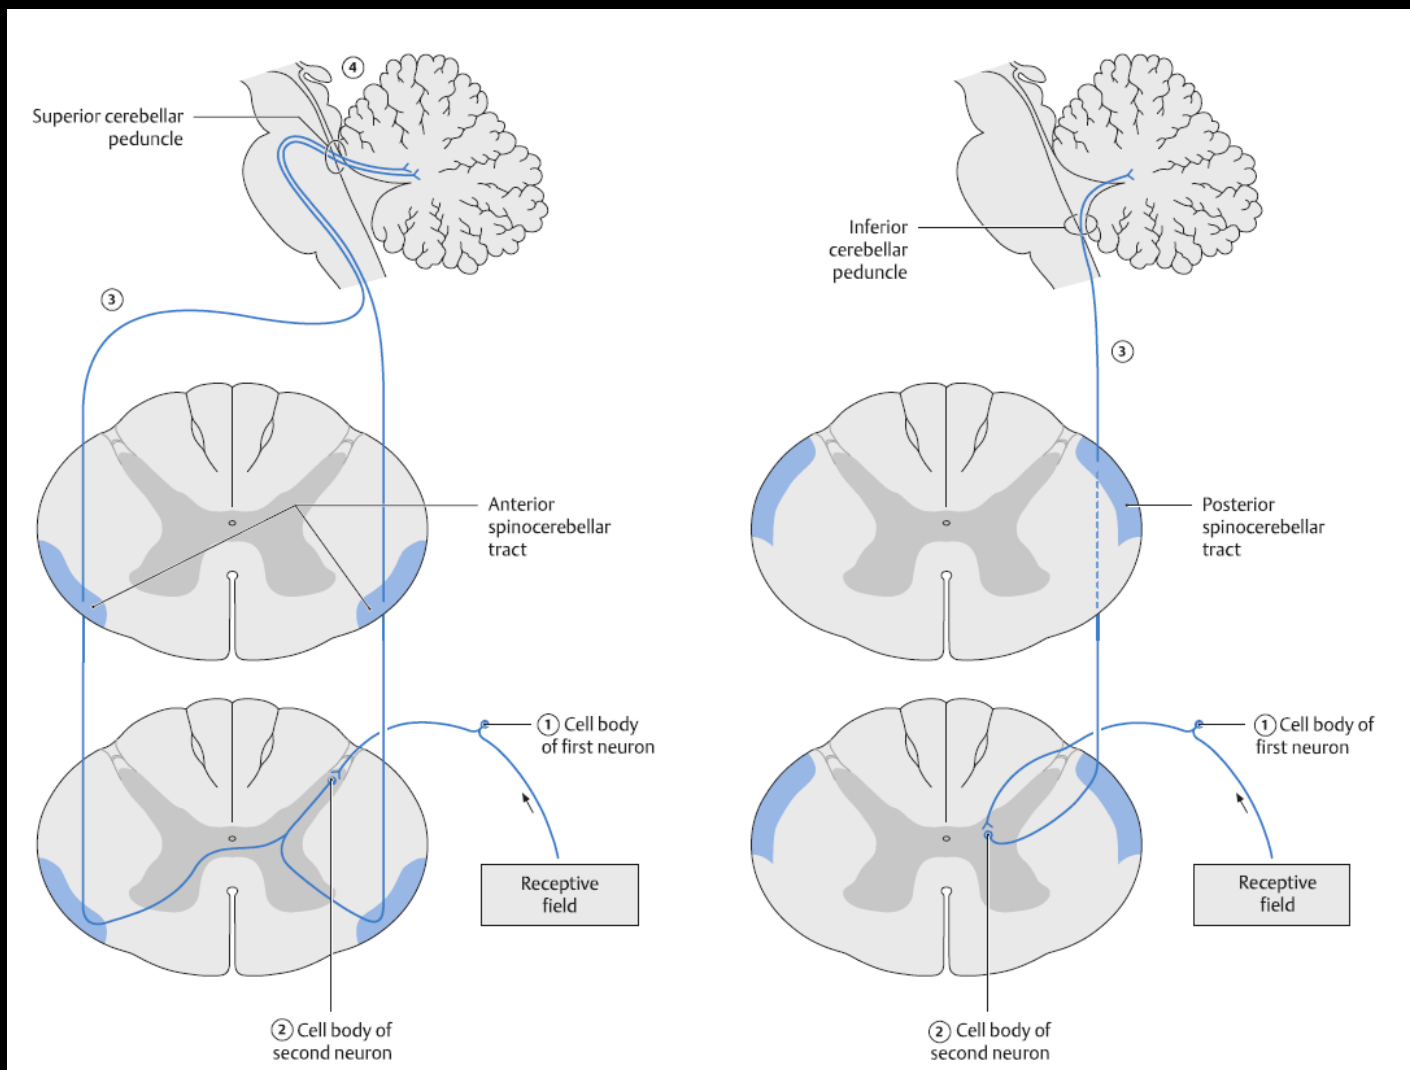 4
Superior cerebellar
peduncle
3
Anterior
spinocerebellar
tract
1 Cell body
of first neuron
Receptive
field
2 Cell body of
second neuron
Inferior
cerebellar
peduncle
3
Posterior
spinocerebellar
tract
1 Cell body of
first neuron
Receptive
field
2 Cell body of
second neuron